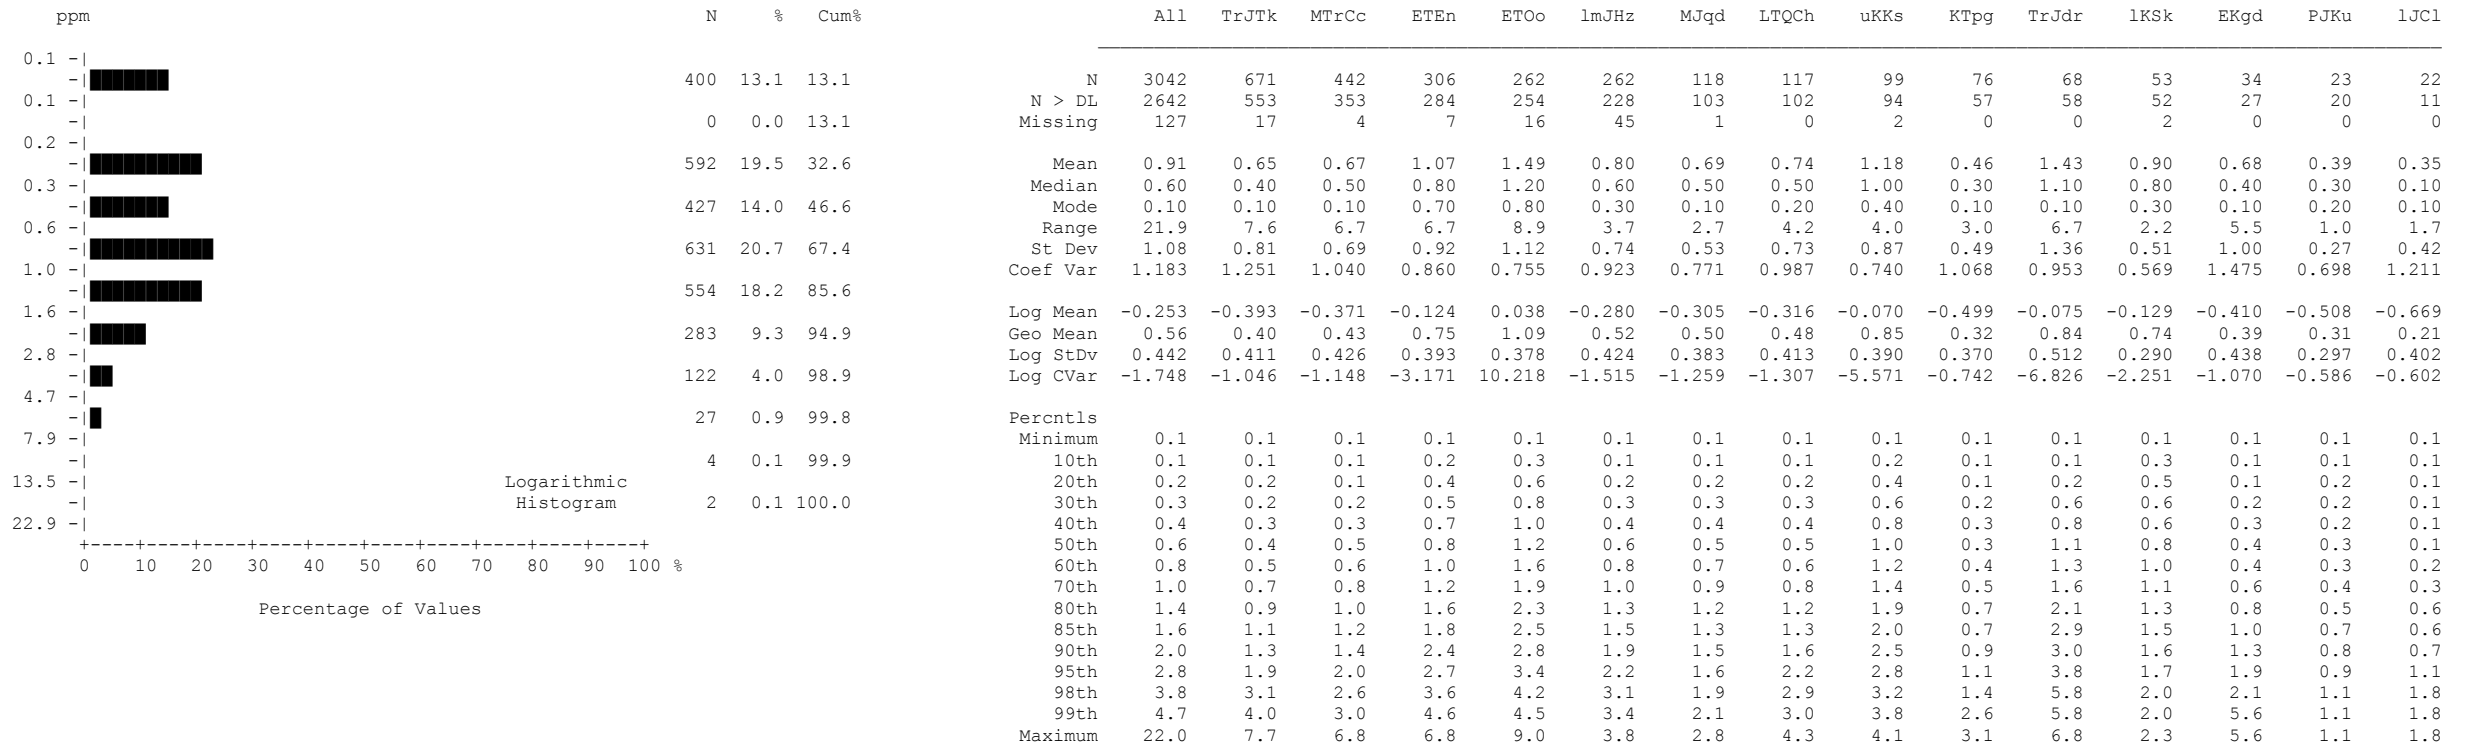 ppm N % Cum% All TrJTk MTrCc ETEn ETOo lmJHz MJqd LTQCh uKKs KTpg TrJdr lKSk EKgd PJKu lJCl
0.1 -|
-| 400 13.1 13.1 N 3042 671 442 306 262 262 118 117 99 76 68 53 34 23 22
0.1 -| N > DL 2642 553 353 284 254 228 103 102 94 57 58 52 27 20 11
-| 0 0.0 13.1 Missing 127 17 4 7 16 45 1 0 2 0 0 2 0 0 0
0.2 -|
-| 592 19.5 32.6 Mean 0.91 0.65 0.67 1.07 1.49 0.80 0.69 0.74 1.18 0.46 1.43 0.90 0.68 0.39 0.35
0.3 -| Median 0.60 0.40 0.50 0.80 1.20 0.60 0.50 0.50 1.00 0.30 1.10 0.80 0.40 0.30 0.10
-| 427 14.0 46.6 Mode 0.10 0.10 0.10 0.70 0.80 0.30 0.10 0.20 0.40 0.10 0.10 0.30 0.10 0.20 0.10
0.6 -| Range 21.9 7.6 6.7 6.7 8.9 3.7 2.7 4.2 4.0 3.0 6.7 2.2 5.5 1.0 1.7
-| 631 20.7 67.4 St Dev 1.08 0.81 0.69 0.92 1.12 0.74 0.53 0.73 0.87 0.49 1.36 0.51 1.00 0.27 0.42
1.0 -| Coef Var 1.183 1.251 1.040 0.860 0.755 0.923 0.771 0.987 0.740 1.068 0.953 0.569 1.475 0.698 1.211
-| 554 18.2 85.6
1.6 -| Log Mean -0.253 -0.393 -0.371 -0.124 0.038 -0.280 -0.305 -0.316 -0.070 -0.499 -0.075 -0.129 -0.410 -0.508 -0.669
-| 283 9.3 94.9 Geo Mean 0.56 0.40 0.43 0.75 1.09 0.52 0.50 0.48 0.85 0.32 0.84 0.74 0.39 0.31 0.21
2.8 -| Log StDv 0.442 0.411 0.426 0.393 0.378 0.424 0.383 0.413 0.390 0.370 0.512 0.290 0.438 0.297 0.402
-| 122 4.0 98.9 Log CVar -1.748 -1.046 -1.148 -3.171 10.218 -1.515 -1.259 -1.307 -5.571 -0.742 -6.826 -2.251 -1.070 -0.586 -0.602
4.7 -|
-| 27 0.9 99.8 Percntls
7.9 -| Minimum 0.1 0.1 0.1 0.1 0.1 0.1 0.1 0.1 0.1 0.1 0.1 0.1 0.1 0.1 0.1
-| 4 0.1 99.9 10th 0.1 0.1 0.1 0.2 0.3 0.1 0.1 0.1 0.2 0.1 0.1 0.3 0.1 0.1 0.1
13.5 -| Logarithmic 20th 0.2 0.2 0.1 0.4 0.6 0.2 0.2 0.2 0.4 0.1 0.2 0.5 0.1 0.2 0.1
-| Histogram 2 0.1 100.0 30th 0.3 0.2 0.2 0.5 0.8 0.3 0.3 0.3 0.6 0.2 0.6 0.6 0.2 0.2 0.1
22.9 -| 40th 0.4 0.3 0.3 0.7 1.0 0.4 0.4 0.4 0.8 0.3 0.8 0.6 0.3 0.2 0.1
+----+----+----+----+----+----+----+----+----+----+ 50th 0.6 0.4 0.5 0.8 1.2 0.6 0.5 0.5 1.0 0.3 1.1 0.8 0.4 0.3 0.1
0 10 20 30 40 50 60 70 80 90 100 % 60th 0.8 0.5 0.6 1.0 1.6 0.8 0.7 0.6 1.2 0.4 1.3 1.0 0.4 0.3 0.2
70th 1.0 0.7 0.8 1.2 1.9 1.0 0.9 0.8 1.4 0.5 1.6 1.1 0.6 0.4 0.3
Percentage of Values 80th 1.4 0.9 1.0 1.6 2.3 1.3 1.2 1.2 1.9 0.7 2.1 1.3 0.8 0.5 0.6
85th 1.6 1.1 1.2 1.8 2.5 1.5 1.3 1.3 2.0 0.7 2.9 1.5 1.0 0.7 0.6
90th 2.0 1.3 1.4 2.4 2.8 1.9 1.5 1.6 2.5 0.9 3.0 1.6 1.3 0.8 0.7
95th 2.8 1.9 2.0 2.7 3.4 2.2 1.6 2.2 2.8 1.1 3.8 1.7 1.9 0.9 1.1
98th 3.8 3.1 2.6 3.6 4.2 3.1 1.9 2.9 3.2 1.4 5.8 2.0 2.1 1.1 1.8
99th 4.7 4.0 3.0 4.6 4.5 3.4 2.1 3.0 3.8 2.6 5.8 2.0 5.6 1.1 1.8
Maximum 22.0 7.7 6.8 6.8 9.0 3.8 2.8 4.3 4.1 3.1 6.8 2.3 5.6 1.1 1.8